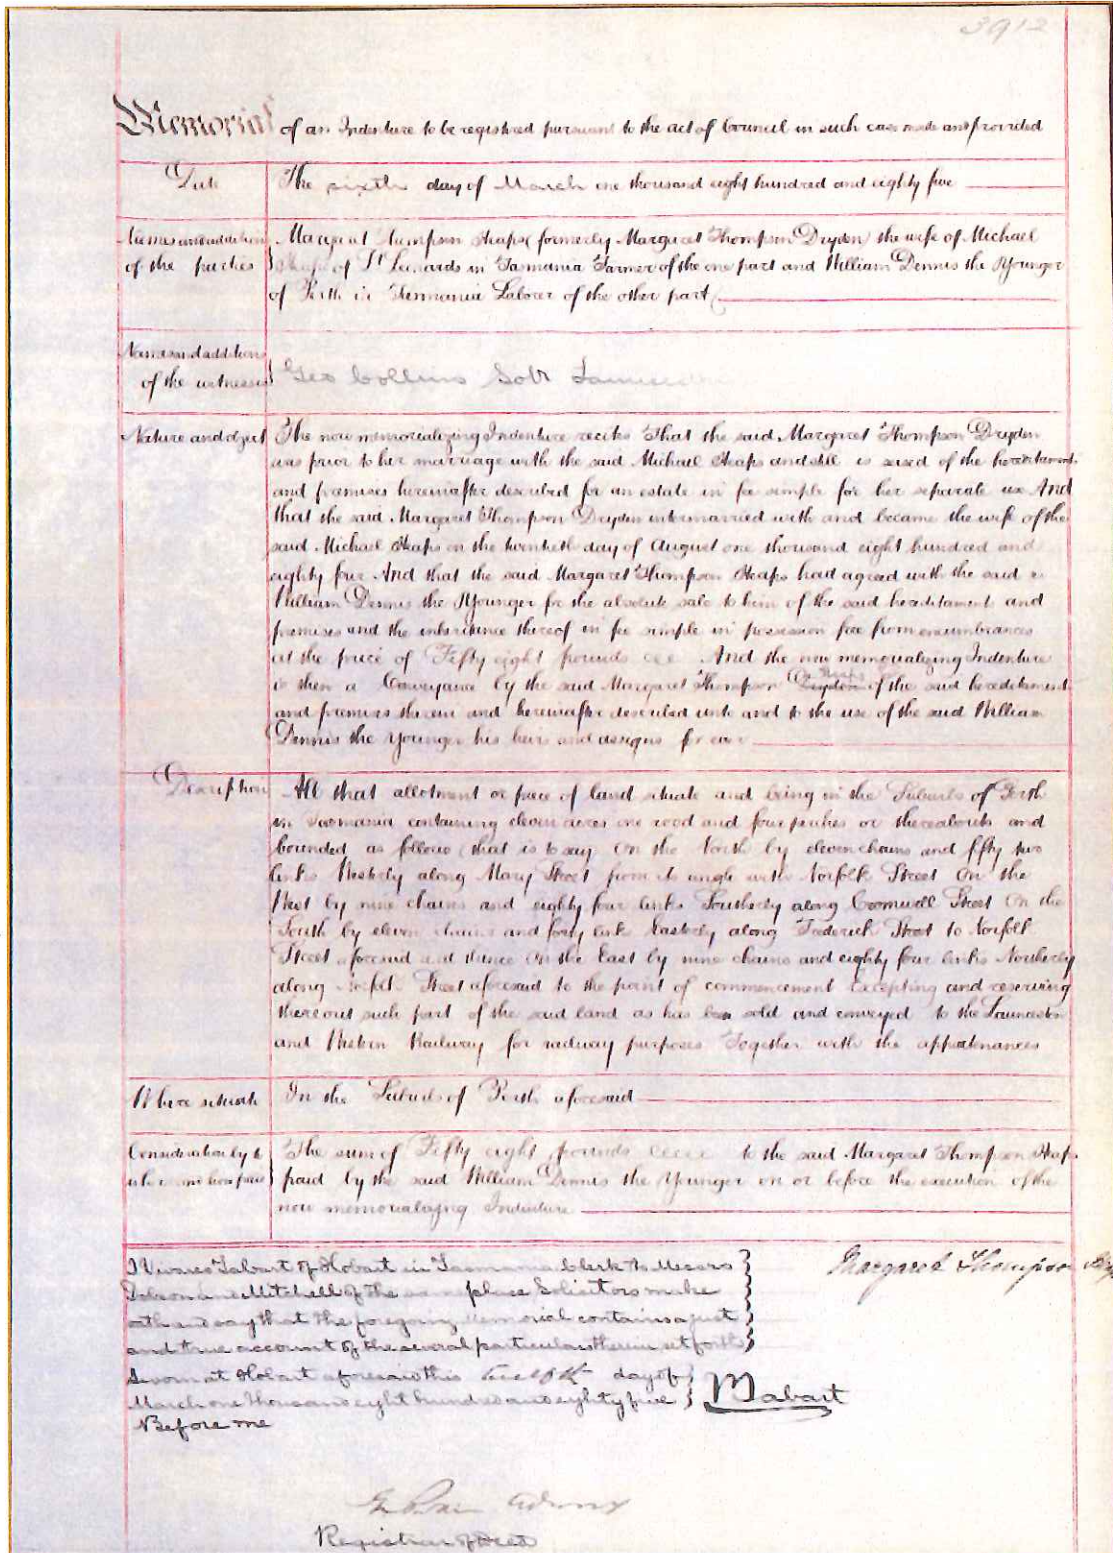 3912
Memorial of an Indenture to be registred pursuant to the act of Council in such case made and provided
Date
The sixth day of March one thousand eight hundred and eighty five
Names and addition
of the parties
Margaret Thompson Heaps (formerly Margaret Thompson Dryden) the wife of Michael
Heaps of St Leonards in Tasmania Farmer of the one part and William Dennis the Younger
of Perth in Tasmania Laborer of the other part
Names and additions
of the witnesses
Geo Collins Solr Launceston
Nature and object
The now memorializing Indenture recites That the said Margaret Thompson Dryden
was prior to her marriage with the said Michael Heaps and still is seised of the hereditament
and premises hereinafter described for an estate in fee simple for her separate use And
that the said Margaret Thompson Dryden intermarried with and became the wife of the
said Michael Heaps on the twentieth day of August one thousand eight hundred and
eighty four And that the said Margaret Thompson Heaps had agreed with the said
William Dennis the Younger for the absolute sale to him of the said hereditament and
premises and the inheritance thereof in fee simple in possession free from encumbrances
at the price of Fifty eight pounds And the now memorializing Indenture
is then a Conveyance by the said Margaret Thompson Dryden of the said hereditament
and premises therein and hereinafter described unto and to the use of the said William
Dennis the Younger his heirs and assigns for ever
Description
All that allotment or piece of land situate and being in the Suburbs of Perth
in Tasmania containing eleven acres one rood and four perches or thereabouts and
bounded as follows (that is to say) On the North by eleven chains and fifty two
links Westerly along Mary Street from its angle with Norfolk Street On the
West by nine chains and eighty four links Southerly along Cromwell Street On the
South by eleven chains and forty links Easterly along Frederick Street to Norfolk
Street aforesaid and thence On the East by nine chains and eighty four links Northerly
along Norfolk Street aforesaid to the point of commencement Excepting and reserving
thereout such part of the said land as has been sold and conveyed to the Launceston
and Western Railway for railway purposes Together with the appurtenances
Where situate
In the Suburbs of Perth aforesaid
Consideration by to
whom and how paid
The sum of Fifty eight pounds to the said Margaret Thompson Heaps
paid by the said William Dennis the Younger on or before the execution of the
now memorializing Indenture
Tabart of Hobart in Tasmania Clerk to Messrs
Dobson and Mitchell of the same place Solicitors make
oath and say that the foregoing Memorial contains a just
and true account of the several particulars therein set forth
Sworn at Hobart aforesaid this twelfth day of
March one thousand eight hundred and eighty five
Before me
Margaret Thompson Heaps
Tabart
Registrar of Deeds